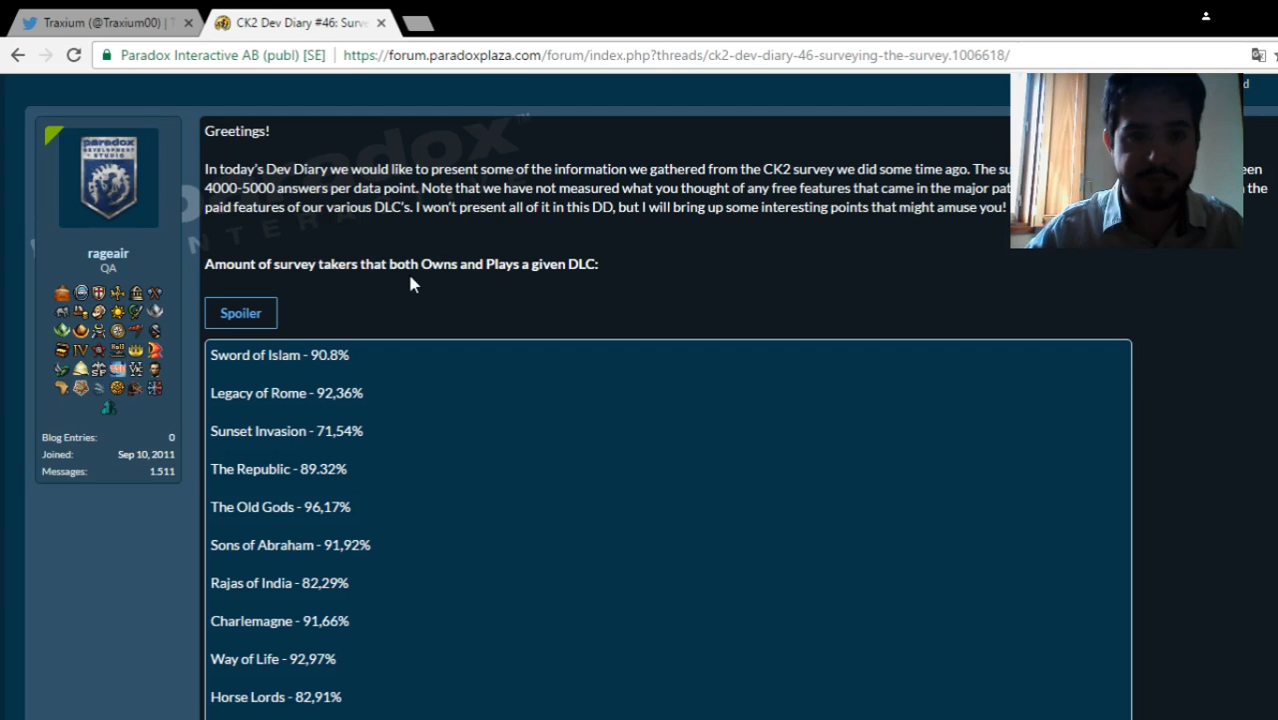 Traxium (@Traxium00) | T
CK2 Dev Diary #46: Surve
Paradox Interactive AB (publ) [SE]
https://forum.paradoxplaza.com/forum/index.php?threads/ck2-dev-diary-46-surveying-the-survey.1006618/
d
Greetings!
In today's Dev Diary we would like to present some of the information we gathered from the CK2 survey we did some time ago. The su een
4000-5000 answers per data point. Note that we have not measured what you thought of any free features that came in the major pat the
paid features of our various DLC's. I won't present all of it in this DD, but I will bring up some interesting points that might amuse you!
paradox
DEVELOPMENT
STUDIO
rageair
QA
Blog Entries: 0
Joined: Sep 10, 2011
Messages: 1.511
Amount of survey takers that both Owns and Plays a given DLC:
Spoiler
Sword of Islam - 90.8%
Legacy of Rome - 92,36%
Sunset Invasion - 71,54%
The Republic - 89.32%
The Old Gods - 96,17%
Sons of Abraham - 91,92%
Rajas of India - 82,29%
Charlemagne - 91,66%
Way of Life - 92,97%
Horse Lords - 82,91%